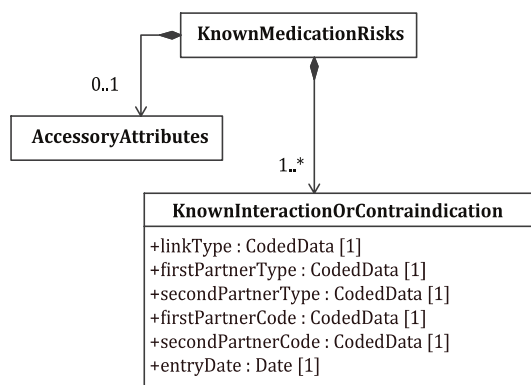 KnownMedicationRisks
0..1
AccessoryAttributes
1..*
KnownInteractionOrContraindication
+linkType : CodedData [1]
+firstPartnerType : CodedData [1]
+secondPartnerType : CodedData [1]
+firstPartnerCode : CodedData [1]
+secondPartnerCode : CodedData [1]
+entryDate : Date [1]